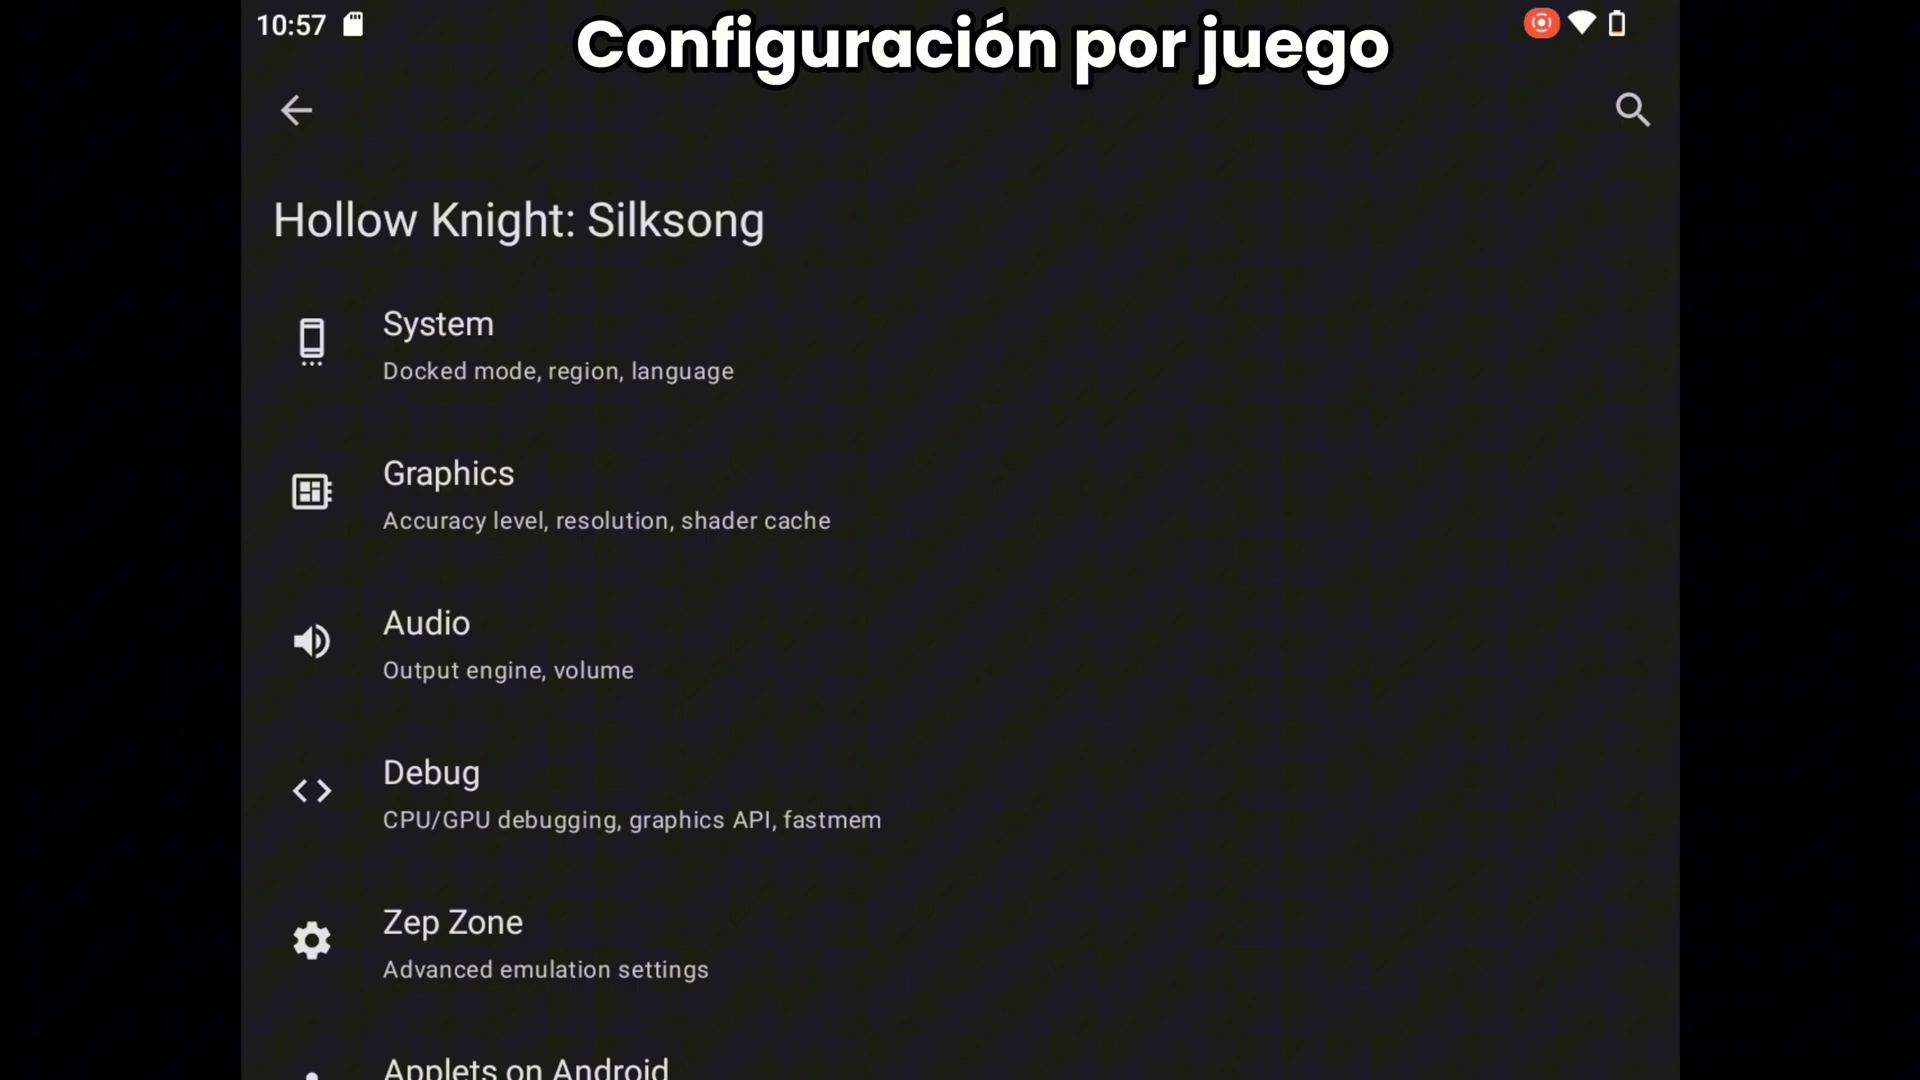 10:57
Configuración por juego
Hollow Knight: Silksong
System
Docked mode, region, language
Graphics
Accuracy level, resolution, shader cache
Audio
Output engine, volume
Debug
CPU/GPU debugging, graphics API, fastmem
Zep Zone
Advanced emulation settings
Applets on Android